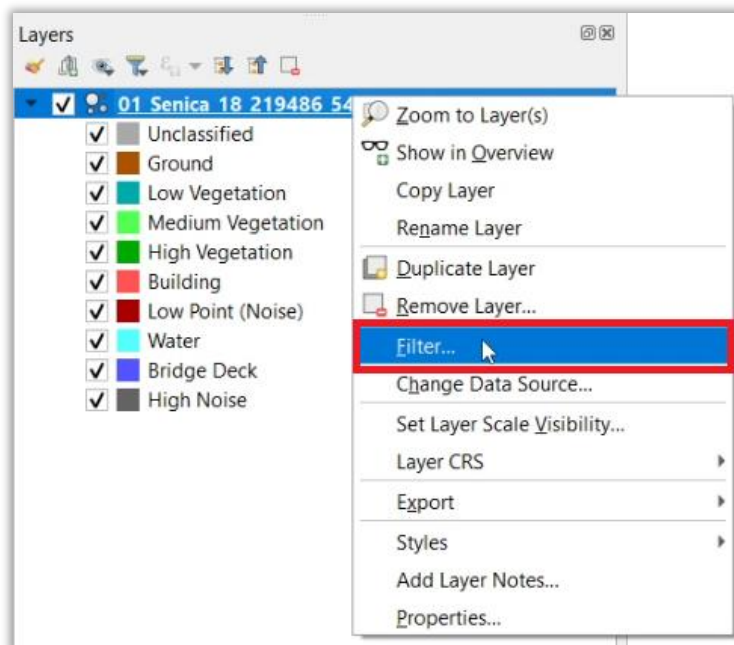 Layers
01 Senica 18 219486 54
Unclassified
Ground
Low Vegetation
Medium Vegetation
High Vegetation
Building
Low Point (Noise)
Water
Bridge Deck
High Noise
Zoom to Layer(s)
Show in Overview
Copy Layer
Rename Layer
Duplicate Layer
Remove Layer...
Filter...
Change Data Source...
Set Layer Scale Visibility...
Layer CRS
Export
Styles
Add Layer Notes...
Properties...